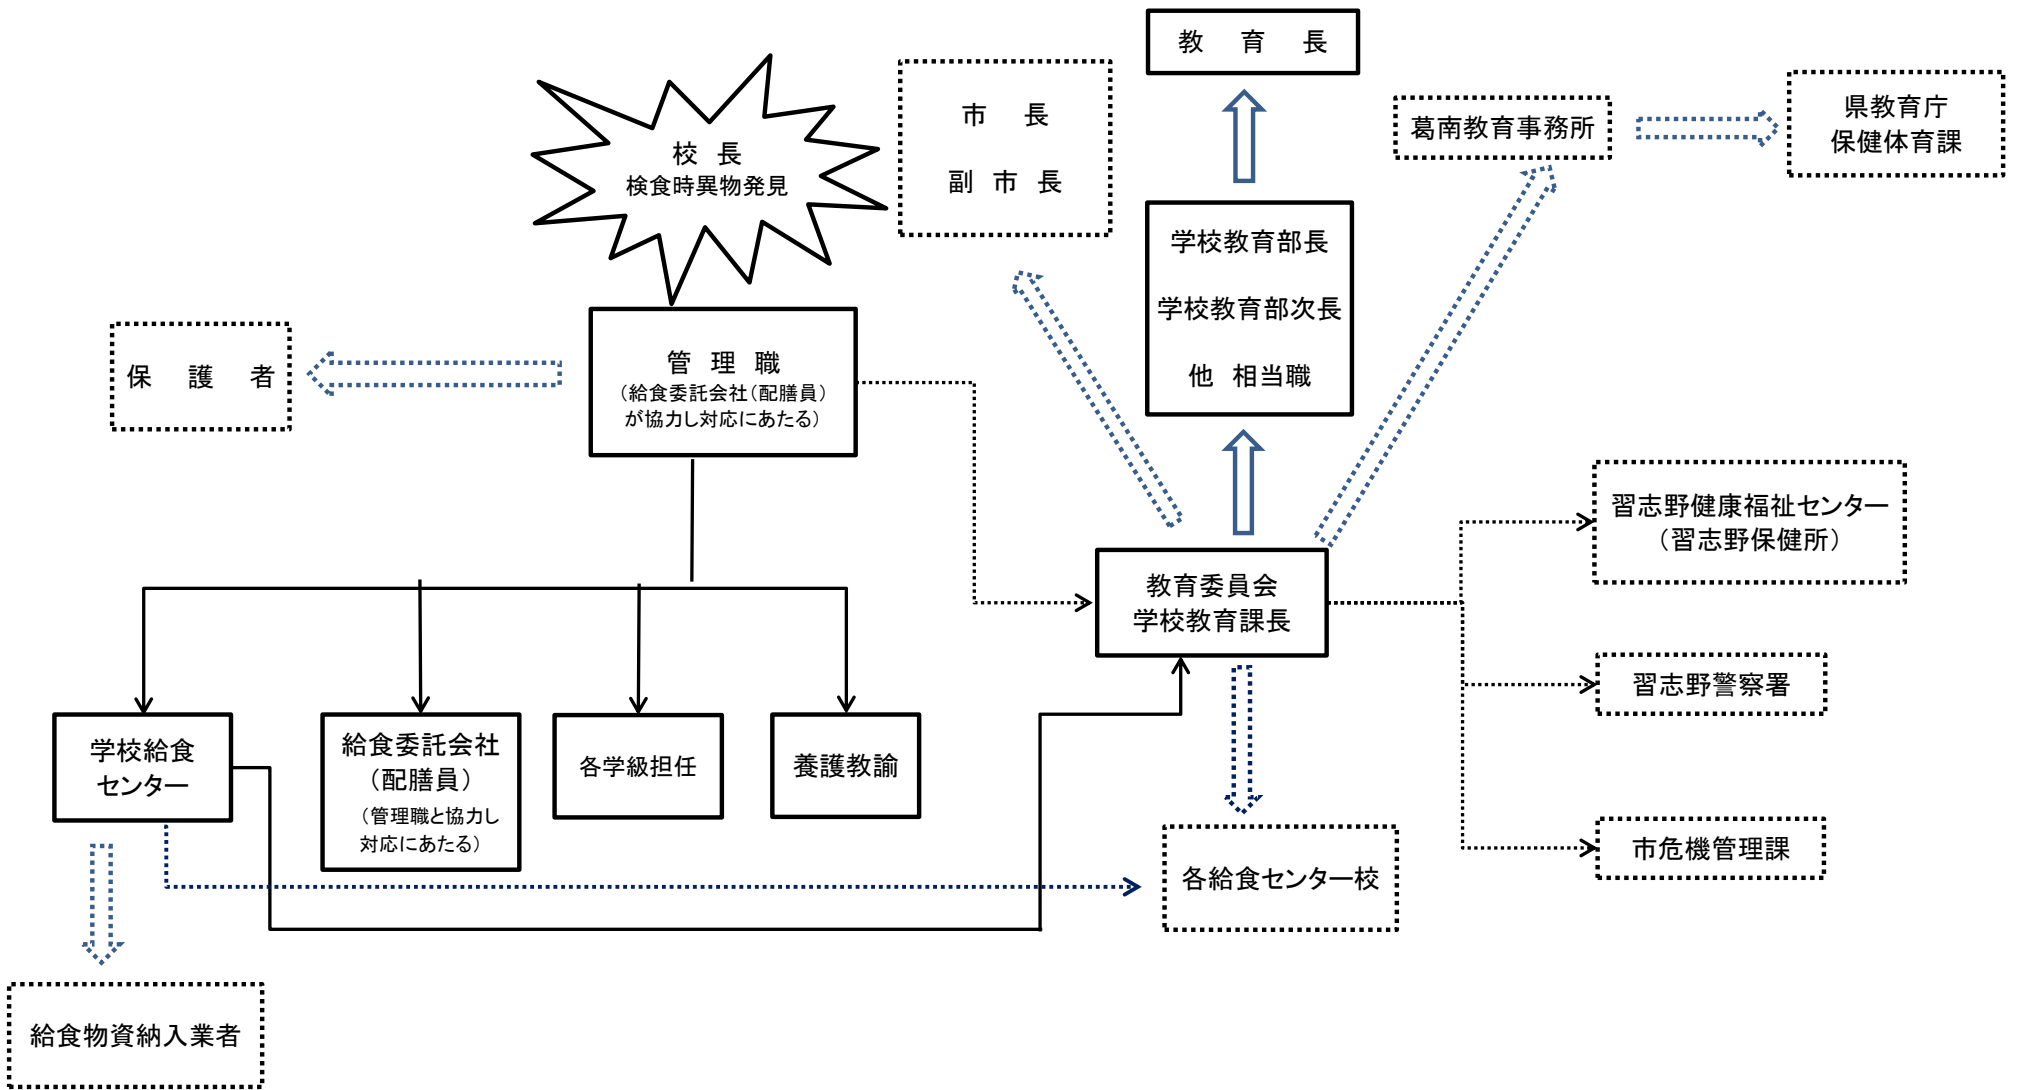 教　育　長
市　長
副　市　長
葛南教育事務所
県教育庁
保健体育課
校　長
検食時異物発見
学校教育部長
学校教育部次長
他　相当職
保　護　者
管　理　職
（給食委託会社（配膳員）
が協力し対応にあたる）
習志野健康福祉センター
（習志野保健所）
教育委員会
学校教育課長
習志野警察署
学校給食
センター
給食委託会社
（配膳員）
（管理職と協力し
対応にあたる）
各学級担任
養護教諭
市危機管理課
各給食センター校
給食物資納入業者